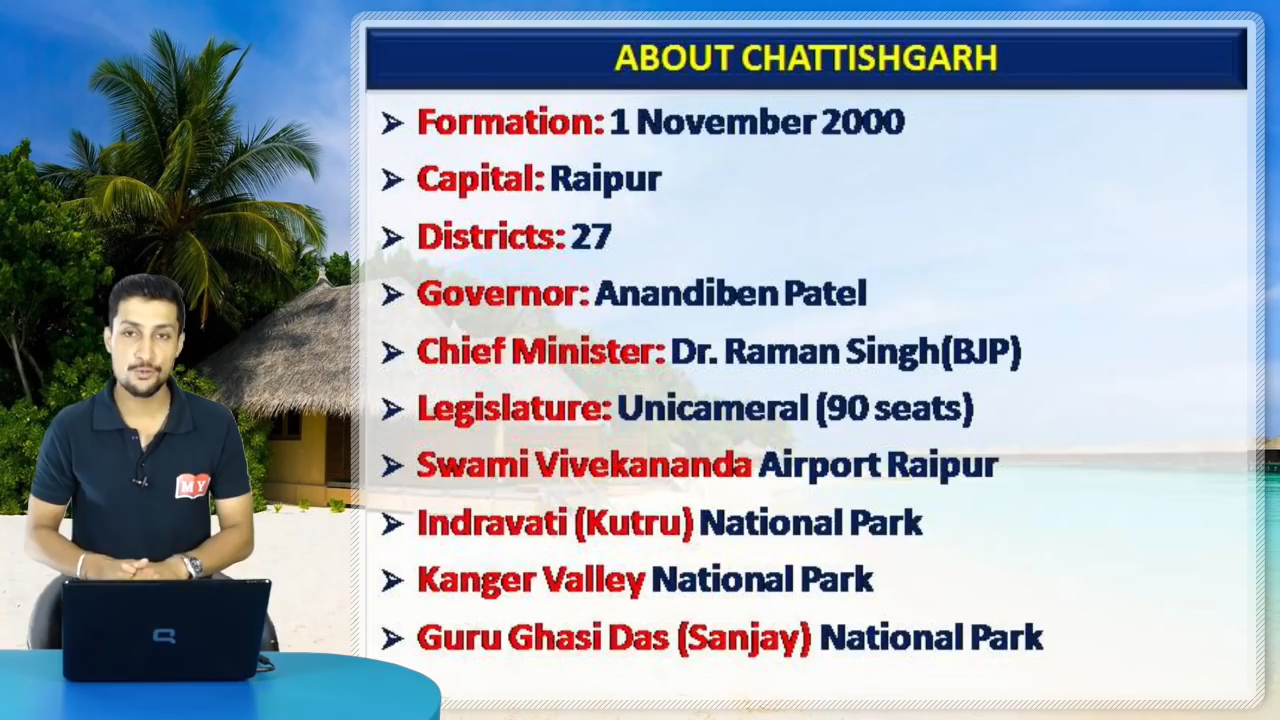 ABOUT CHATTISHGARH
➢ Formation: 1 November 2000
➢ Capital: Raipur
➢ Districts: 27
➢ Governor: Anandiben Patel
➢ Chief Minister: Dr. Raman Singh(BJP)
➢ Legislature: Unicameral (90 seats)
➢ Swami Vivekananda Airport Raipur
➢ Indravati (Kutru) National Park
➢ Kanger Valley National Park
➢ Guru Ghasi Das (Sanjay) National Park
MY